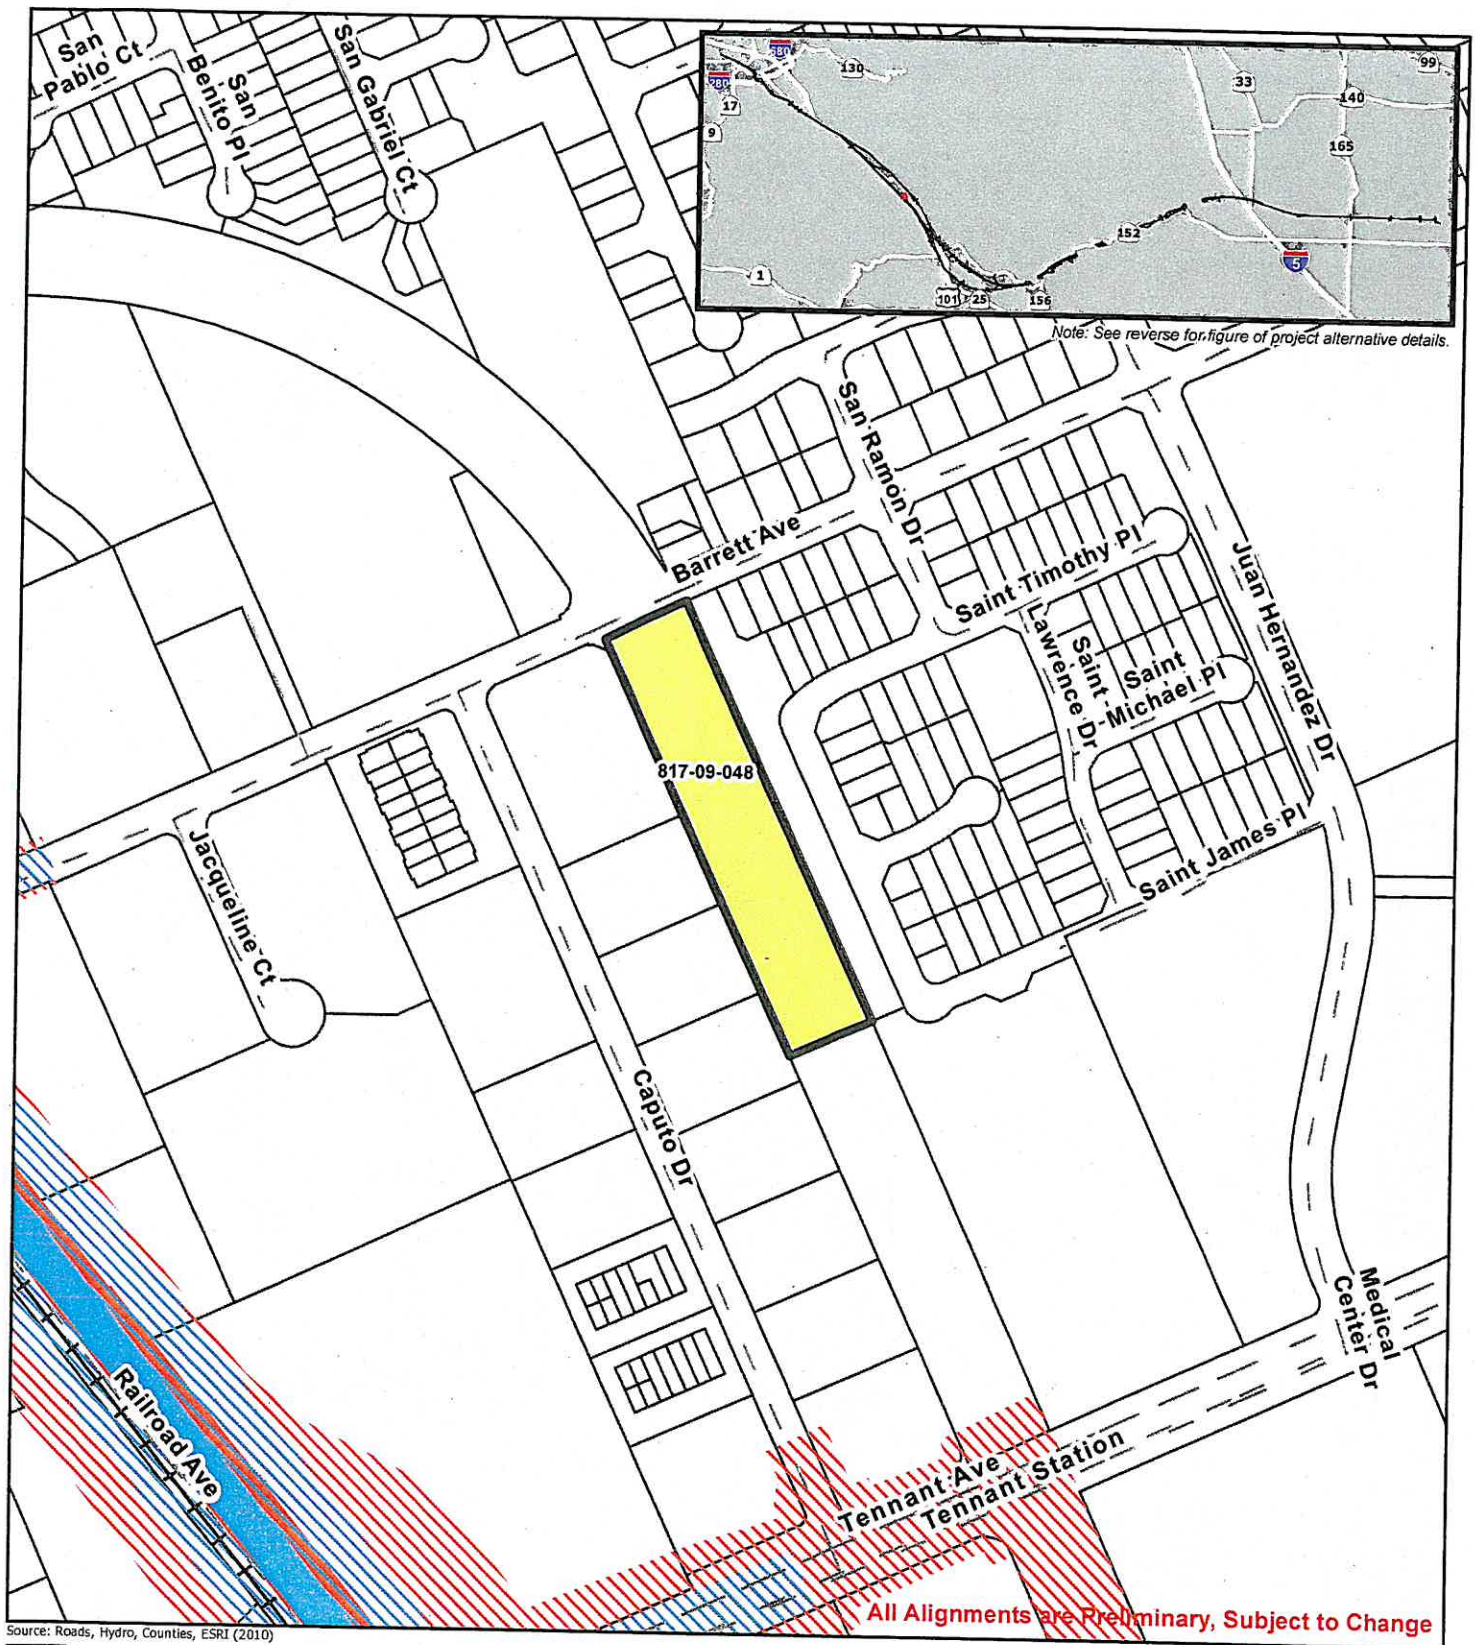 San
Pablo Ct
San
Benito Pl
San Gabriel Ct
680
280
130
17
9
33
99
140
165
152
1
5
101
25
156
Note: See reverse for figure of project alternative details.
San Ramon Dr
Barrett Ave
Saint Timothy Pl
Juan Hernandez Dr
Saint
Lawrence Dr
Saint
Michael Pl
817-09-048
Saint James Pl
Jacqueline Ct
Caputo Dr
Medical
Center Dr
Railroad Ave
Tennant Ave
Tennant Station
All Alignments are Preliminary, Subject to Change
Source: Roads, Hydro, Counties, ESRI (2010)